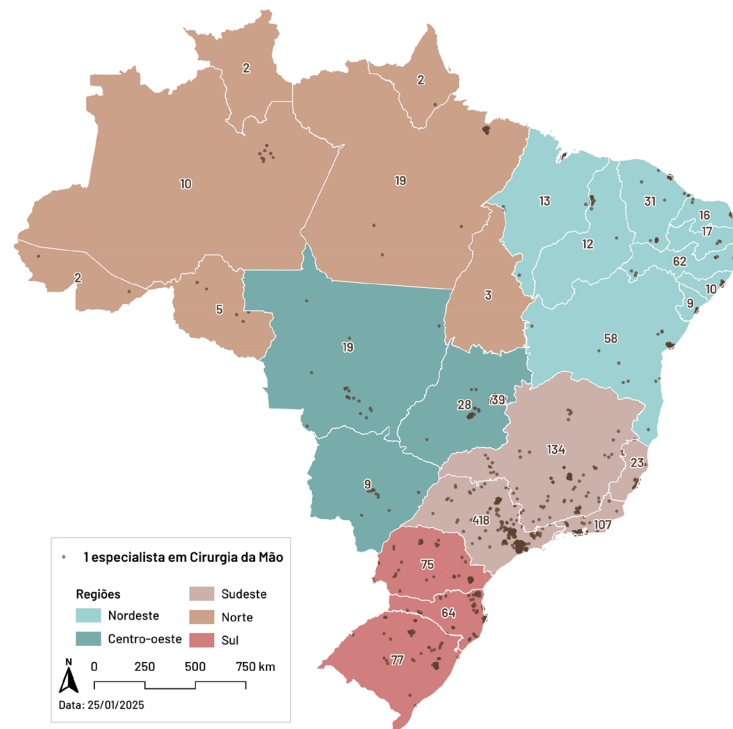 2
2
10
19
13
31
16
17
12
62
10
9
2
5
3
58
19
28
39
134
23
9
418
107
75
64
77
1 especialista em Cirurgia da Mão
Regiões
Nordeste
Centro-oeste
Sudeste
Norte
Sul
N
0 250 500 750 km
Data: 25/01/2025